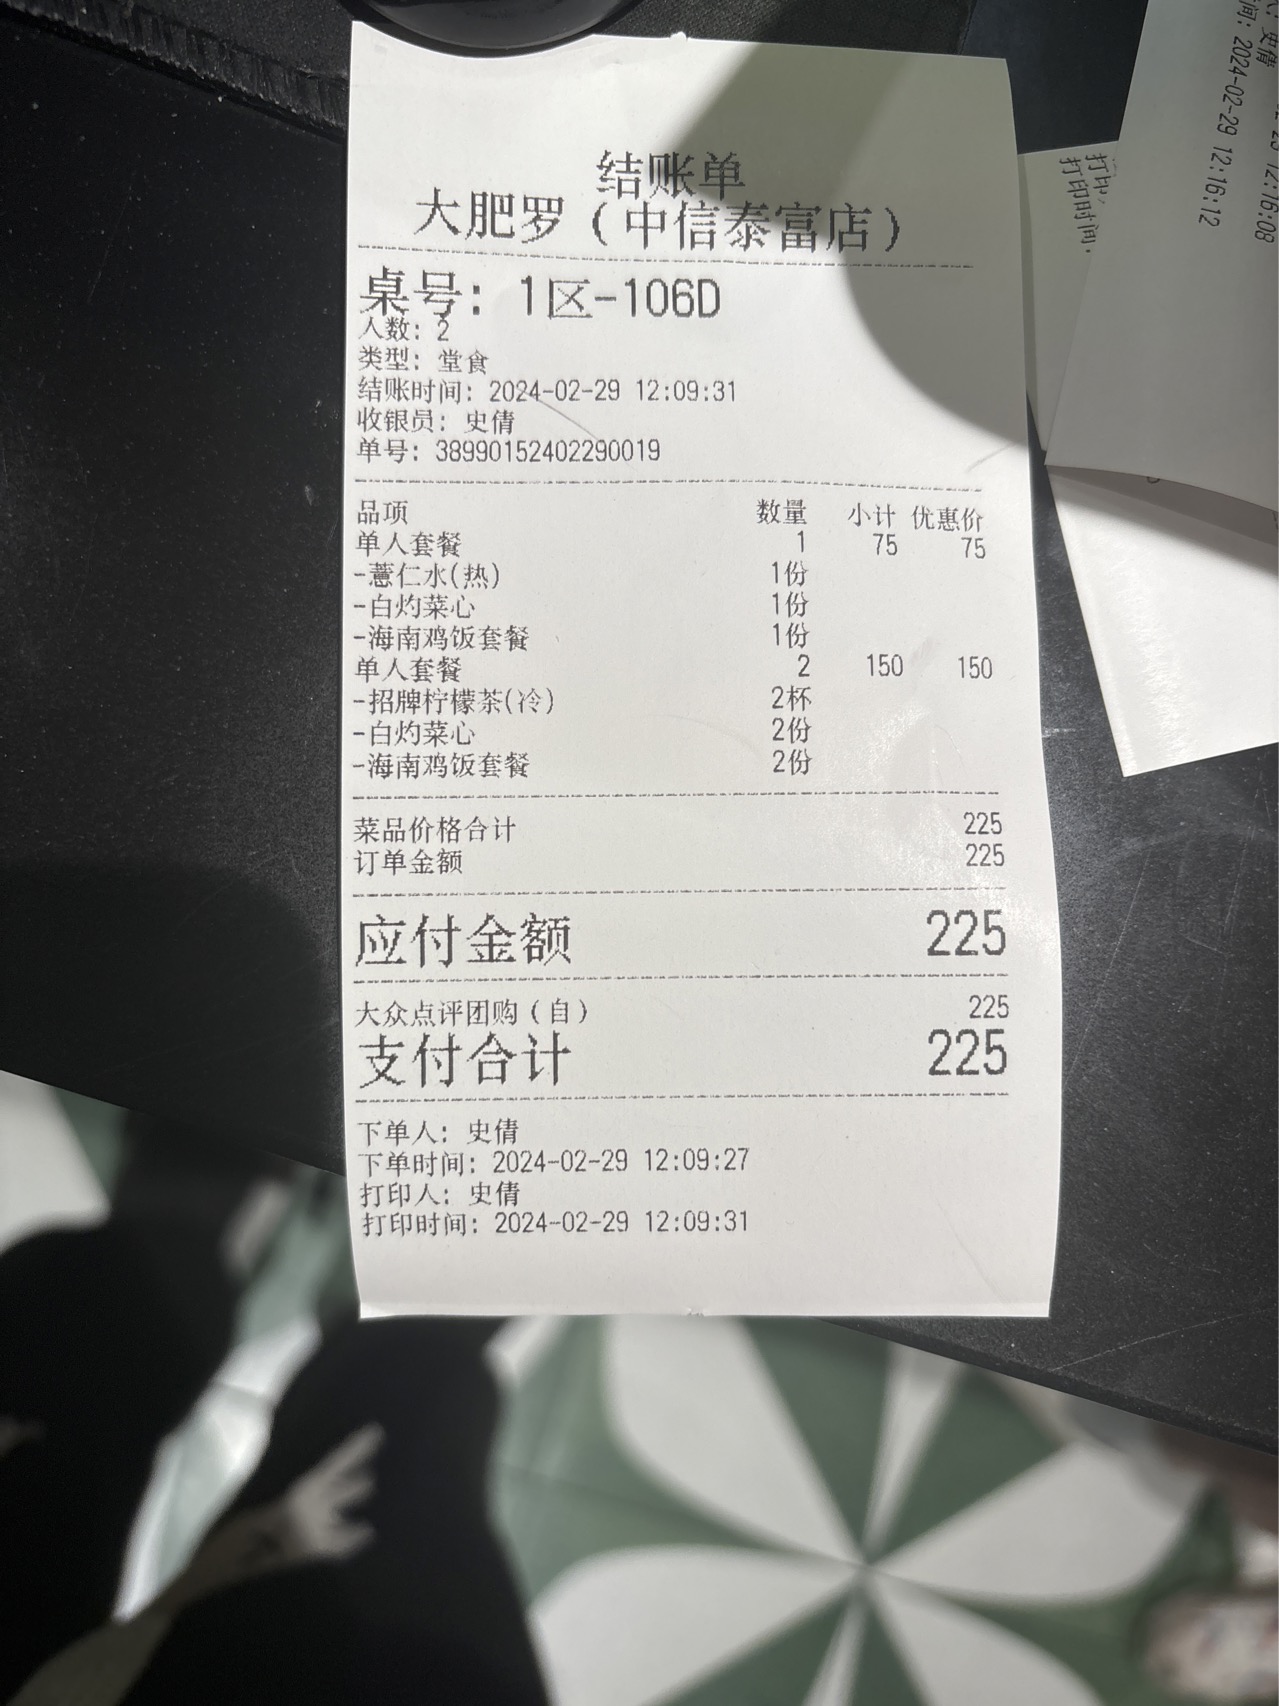 结账单
大肥罗（中信泰富店）
桌号：1区-106D
人数：2
类型：堂食
结账时间：2024-02-29 12:09:31
收银员：史倩
单号：38990152402290019
品项 数量 小计 优惠价
单人套餐 1 75 75
-薏仁水(热) 1份
-白灼菜心 1份
-海南鸡饭套餐 1份
单人套餐 2 150 150
-招牌柠檬茶(冷) 2杯
-白灼菜心 2份
-海南鸡饭套餐 2份
菜品价格合计 225
订单金额 225
应付金额 225
大众点评团购（自） 225
支付合计 225
下单人：史倩
下单时间：2024-02-29 12:09:27
打印人：史倩
打印时间：2024-02-29 12:09:31
史倩
12:16:08
2024-02-29 12:16:12
打印
打印时间：